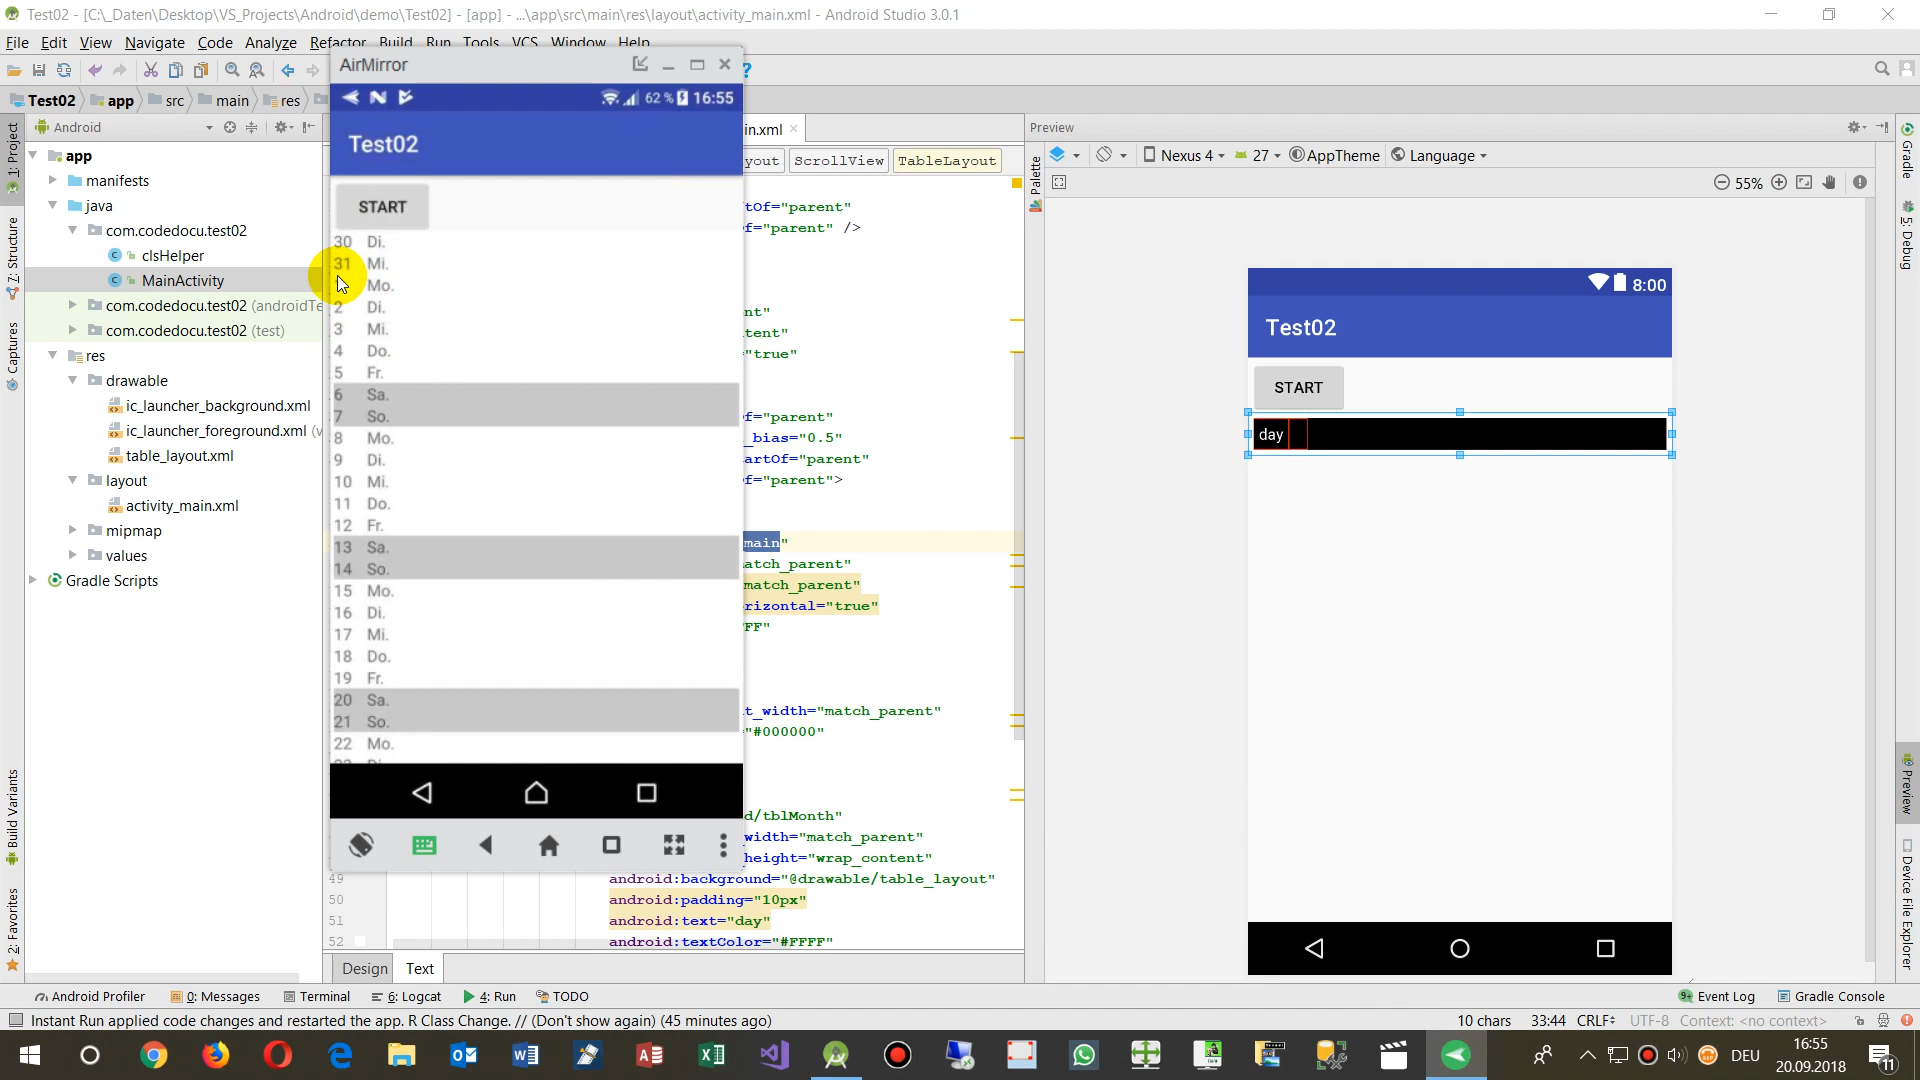 Test02 - [C:\_Daten\Desktop\VS_Projects\Android\demo\Test02] - [app] - ...\app\src\main\res\layout\activity_main.xml - Android Studio 3.0.1
File Edit View Navigate Code Analyze Refactor Build Run Tools VCS Window Help
Test02 app src main res
Android
1: Project
7: Structure
Captures
Build Variants
2: Favorites
app
manifests
java
com.codedocu.test02
clsHelper
MainActivity
com.codedocu.test02 (androidTe
com.codedocu.test02 (test)
res
drawable
ic_launcher_background.xml
ic_launcher_foreground.xml (v
table_layout.xml
layout
activity_main.xml
mipmap
values
Gradle Scripts
AirMirror
62 % 16:55
Test02
START
30 Di.
31 Mi.
Mo.
2 Di.
3 Mi.
4 Do.
5 Fr.
6 Sa.
7 So.
8 Mo.
9 Di.
10 Mi.
11 Do.
12 Fr.
13 Sa.
14 So.
15 Mo.
16 Di.
17 Mi.
18 Do.
19 Fr.
20 Sa.
21 So.
22 Mo.
in.xml
yout ScrollView TableLayout
tOf="parent"
f="parent" />
nt"
tent"
="true"
f="parent"
_bias="0.5"
artOf="parent"
f="parent">
main"
match_parent"
match_parent"
rizontal="true"
FF"
t_width="match_parent"
="#000000"
d/tblMonth"
width="match_parent"
height="wrap_content"
49 android:background="@drawable/table_layout"
50 android:padding="10px"
51 android:text="day"
52 android:textColor="#FFFF"
Design Text
Preview
Palette
Nexus 4 27 AppTheme Language
55%
8:00
Test02
START
day
Gradle
5: Debug
Preview
Device File Explorer
Android Profiler 0: Messages Terminal 6: Logcat 4: Run TODO Event Log Gradle Console
Instant Run applied code changes and restarted the app. R Class Change. // (Don't show again) (45 minutes ago) 10 chars 33:44 CRLF UTF-8 Context: <no context>
DEU 16:55
20.09.2018
11